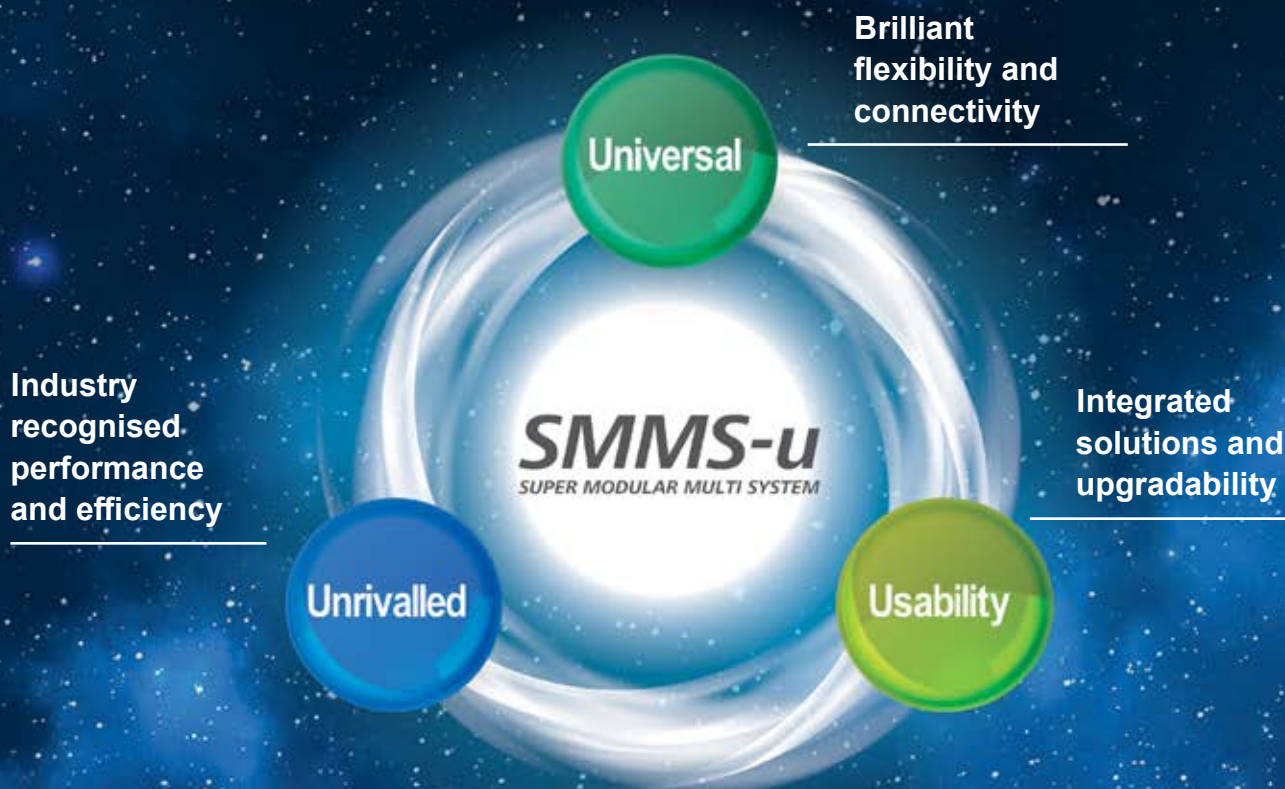 Brilliant
flexibility and
connectivity
Universal
Industry
recognised
performance
and efficiency
SMMS-u
SUPER MODULAR MULTI SYSTEM
Integrated
solutions and
upgradability
Unrivalled
Usability